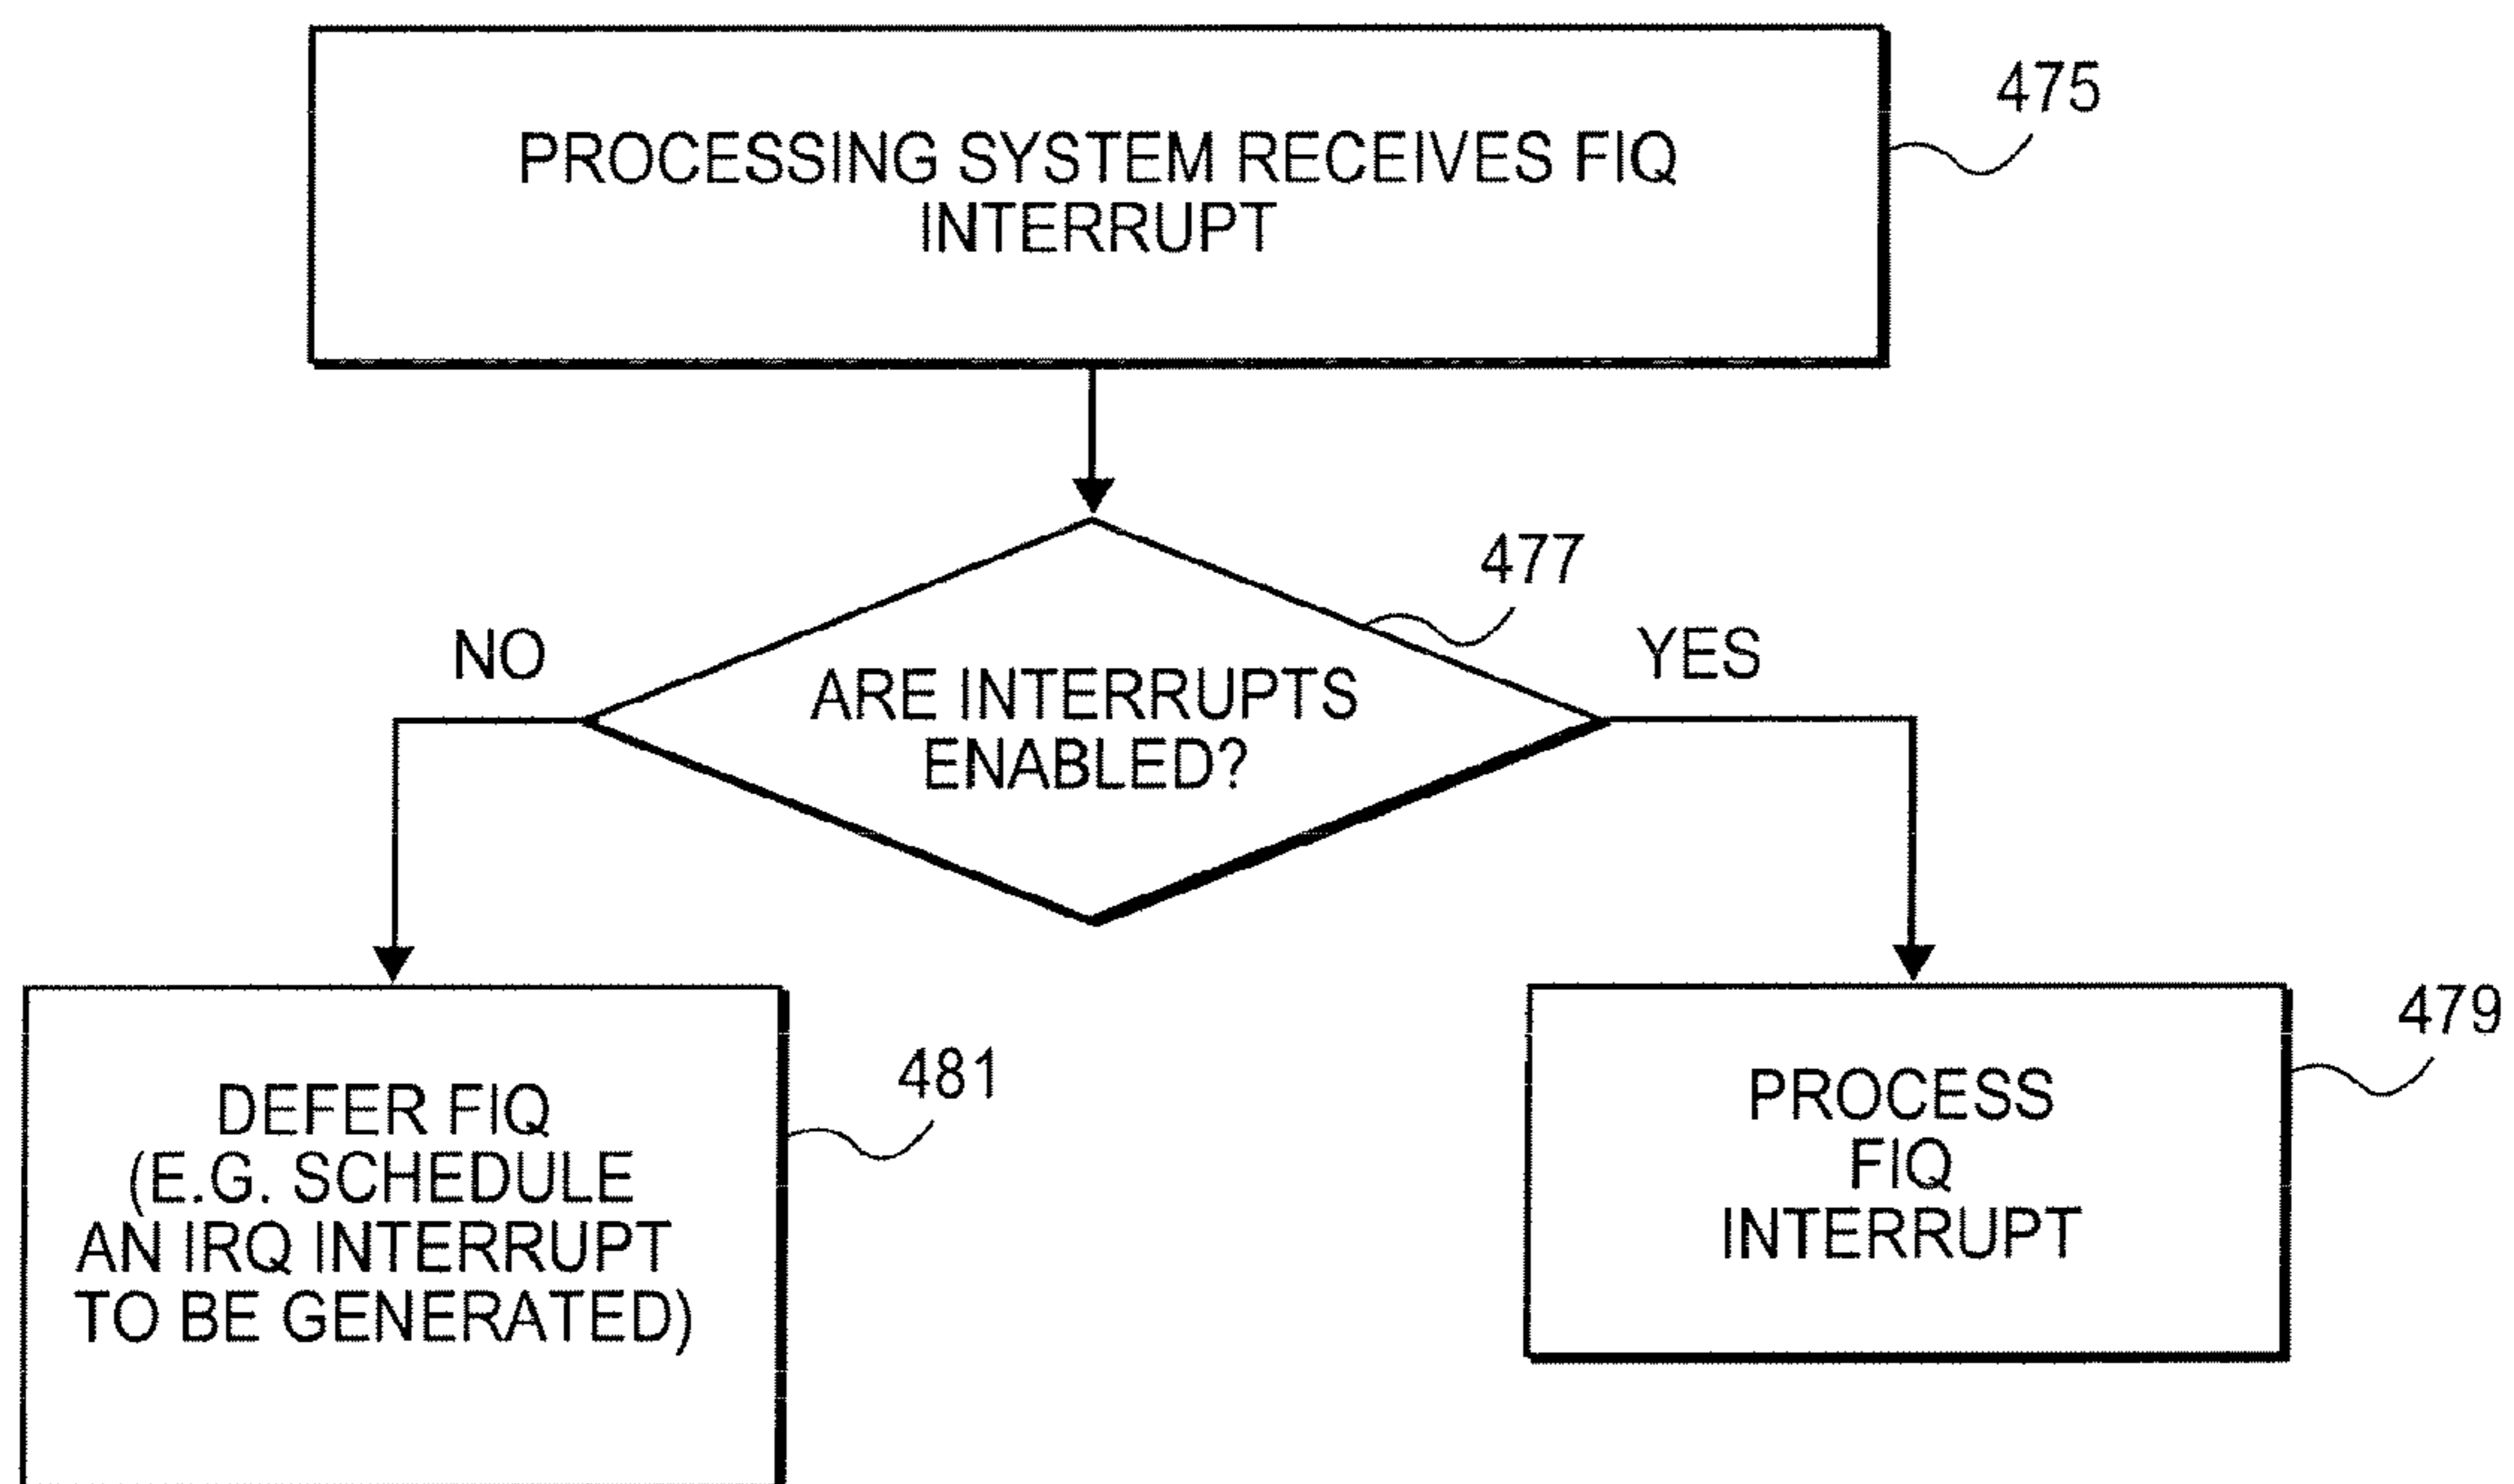 PROCESSING SYSTEM RECEIVES FIQ
INTERRUPT
475
477
NO
YES
ARE INTERRUPTS
ENABLED?
481
DEFER FIQ
(E.G. SCHEDULE
AN IRQ INTERRUPT
TO BE GENERATED)
479
PROCESS
FIQ
INTERRUPT